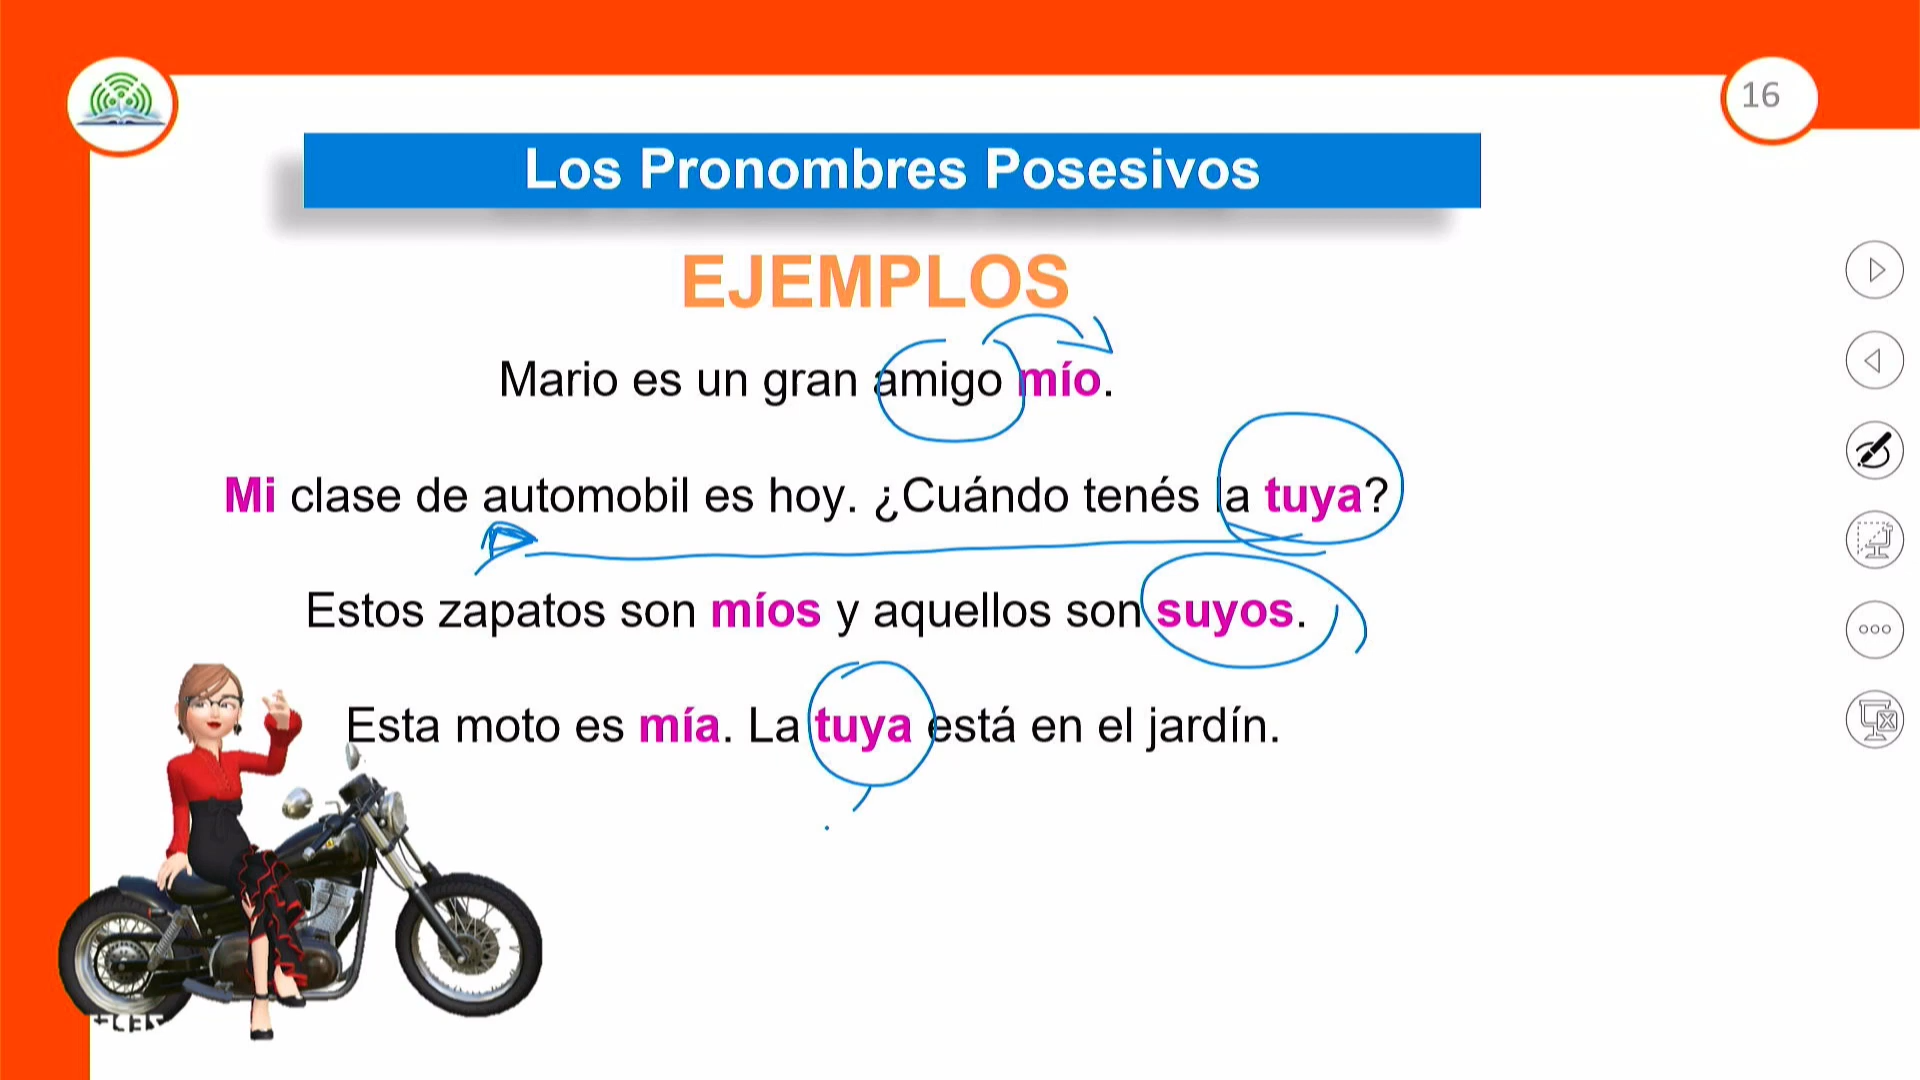 16
Los Pronombres Posesivos
EJEMPLOS
Mario es un gran amigo mío.
Mi clase de automobil es hoy. ¿Cuándo tenés la tuya?
Estos zapatos son míos y aquellos son suyos.
Esta moto es mía. La tuya está en el jardín.